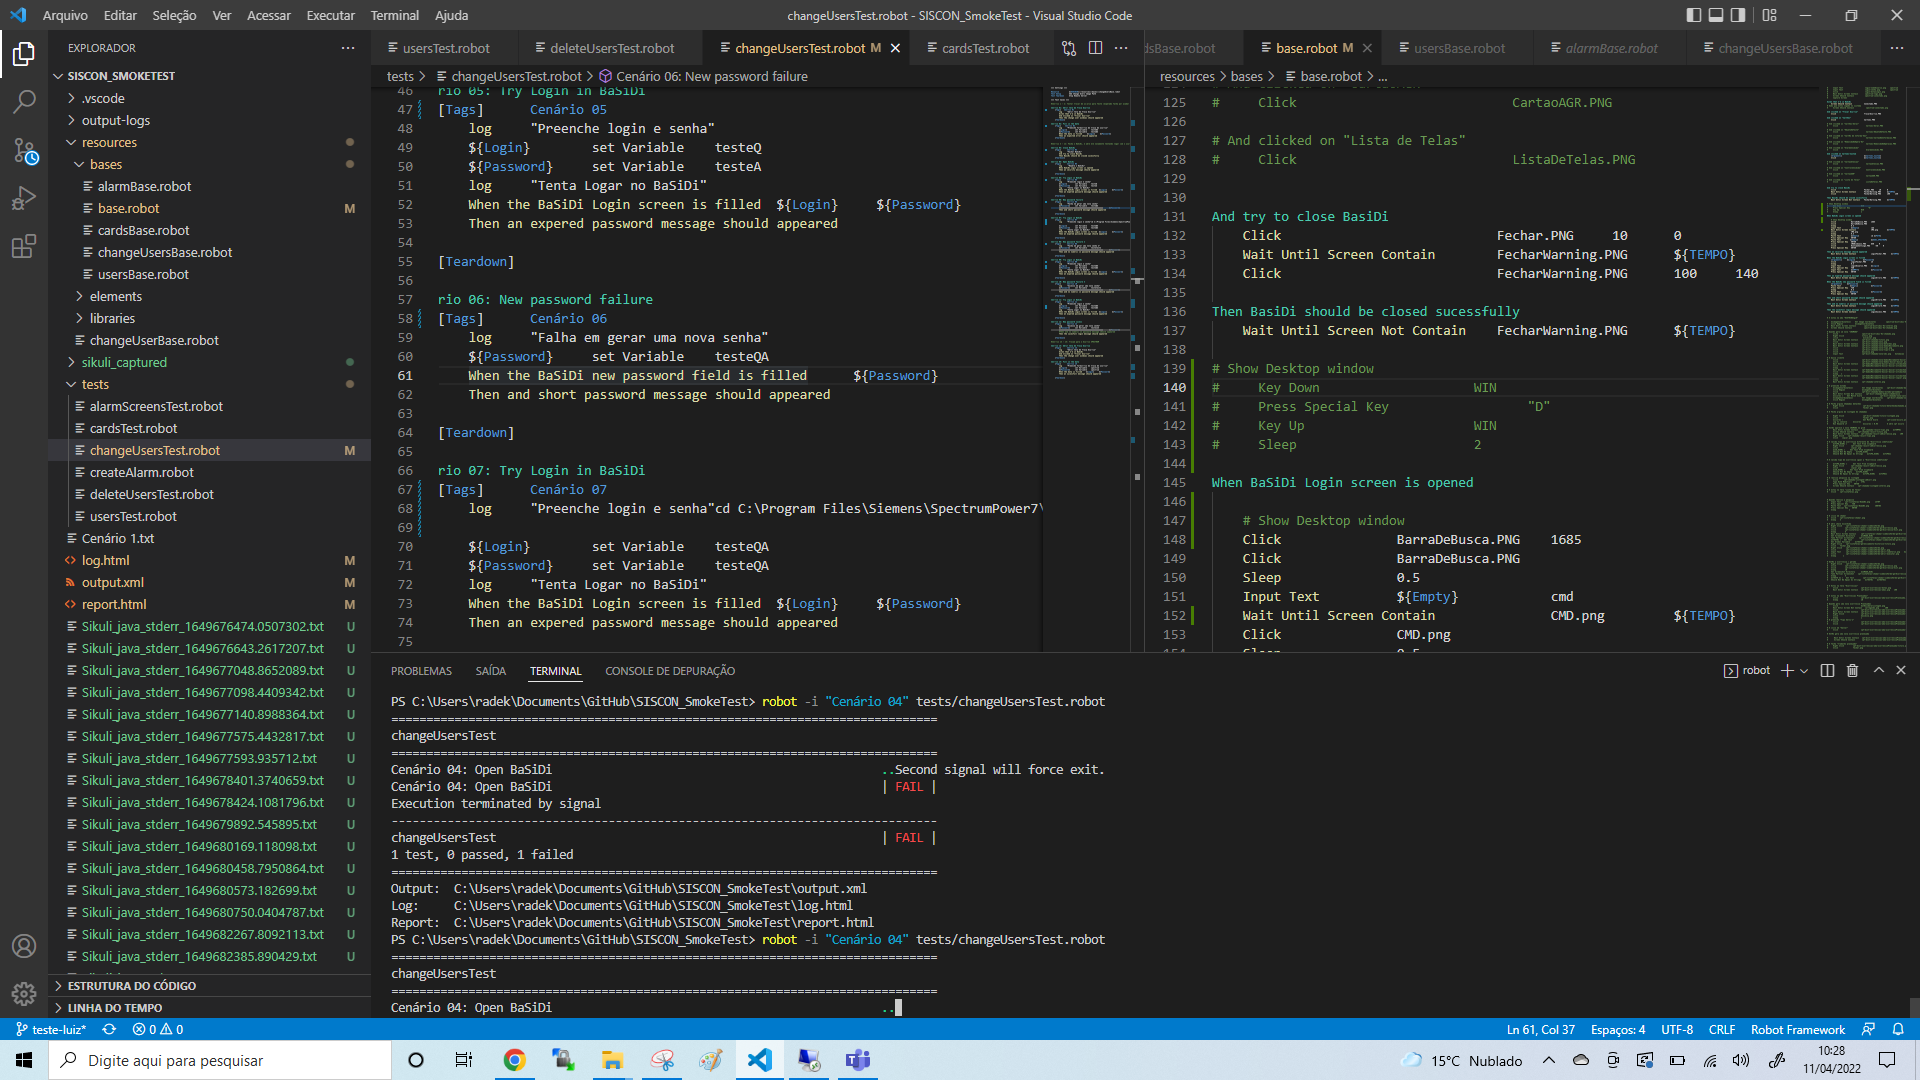 Arquivo Editar Seleção Ver Acessar Executar Terminal Ajuda
changeUsersTest.robot - SISCON_SmokeTest - Visual Studio Code
EXPLORADOR
SISCON_SMOKETEST
.vscode
output-logs
resources
bases
alarmBase.robot
base.robot M
cardsBase.robot
changeUsersBase.robot
usersBase.robot
elements
libraries
changeUserBase.robot
sikuli_captured
tests
alarmScreensTest.robot
cardsTest.robot
changeUsersTest.robot M
createAlarm.robot
deleteUsersTest.robot
usersTest.robot
Cenário 1.txt
log.html M
output.xml M
report.html M
Sikuli_java_stderr_1649676474.0507302.txt U
Sikuli_java_stderr_1649676643.2617207.txt U
Sikuli_java_stderr_1649677048.8652089.txt U
Sikuli_java_stderr_1649677098.4409342.txt U
Sikuli_java_stderr_1649677140.8988364.txt U
Sikuli_java_stderr_1649677575.4432817.txt U
Sikuli_java_stderr_1649677593.935712.txt U
Sikuli_java_stderr_1649678401.3740659.txt U
Sikuli_java_stderr_1649678424.1081796.txt U
Sikuli_java_stderr_1649679892.545895.txt U
Sikuli_java_stderr_1649680169.118098.txt U
Sikuli_java_stderr_1649680458.7950864.txt U
Sikuli_java_stderr_1649680573.182699.txt U
Sikuli_java_stderr_1649680750.0404787.txt U
Sikuli_java_stderr_1649682267.8092113.txt U
Sikuli_java_stderr_1649682385.890429.txt U
ESTRUTURA DO CÓDIGO
LINHA DO TEMPO
usersTest.robot deleteUsersTest.robot changeUsersTest.robot M cardsTest.robot
tests > changeUsersTest.robot > Cenário 06: New password failure
46 rio 05: Try Login in BaSiDi
47 [Tags] Cenário 05
48 log "Preenche login e senha"
49 ${Login} set Variable testeQ
50 ${Password} set Variable testeA
51 log "Tenta Logar no BaSiDi"
52 When the BaSiDi Login screen is filled ${Login} ${Password}
53 Then an expered password message should appeared
54
55 [Teardown]
56
57 rio 06: New password failure
58 [Tags] Cenário 06
59 log "Falha em gerar uma nova senha"
60 ${Password} set Variable testeQA
61 When the BaSiDi new password field is filled ${Password}
62 Then and short password message should appeared
63
64 [Teardown]
65
66 rio 07: Try Login in BaSiDi
67 [Tags] Cenário 07
68 log "Preenche login e senha"cd C:\Program Files\Siemens\SpectrumPower7\
69
70 ${Login} set Variable testeQA
71 ${Password} set Variable testeQA
72 log "Tenta Logar no BaSiDi"
73 When the BaSiDi Login screen is filled ${Login} ${Password}
74 Then an expered password message should appeared
75
dsBase.robot base.robot M usersBase.robot alarmBase.robot changeUsersBase.robot
resources > bases > base.robot > ...
125 # Click CartaoAGR.PNG
126
127 # And clicked on "Lista de Telas"
128 # Click ListaDeTelas.PNG
129
130
131 And try to close BasiDi
132 Click Fechar.PNG 10 0
133 Wait Until Screen Contain FecharWarning.PNG ${TEMPO}
134 Click FecharWarning.PNG 100 140
135
136 Then BasiDi should be closed sucessfully
137 Wait Until Screen Not Contain FecharWarning.PNG ${TEMPO}
138
139 # Show Desktop window
140 # Key Down WIN
141 # Press Special Key "D"
142 # Key Up WIN
143 # Sleep 2
144
145 When BaSiDi Login screen is opened
146
147 # Show Desktop window
148 Click BarraDeBusca.PNG 1685
149 Click BarraDeBusca.PNG
150 Sleep 0.5
151 Input Text ${Empty} cmd
152 Wait Until Screen Contain CMD.png ${TEMPO}
153 Click CMD.png
PROBLEMAS SAÍDA TERMINAL CONSOLE DE DEPURAÇÃO
robot
PS C:\Users\radek\Documents\GitHub\SISCON_SmokeTest> robot -i "Cenário 04" tests/changeUsersTest.robot
==============================================================================
changeUsersTest
==============================================================================
Cenário 04: Open BaSiDi ..Second signal will force exit.
Cenário 04: Open BaSiDi | FAIL |
Execution terminated by signal
------------------------------------------------------------------------------
changeUsersTest | FAIL |
1 test, 0 passed, 1 failed
==============================================================================
Output: C:\Users\radek\Documents\GitHub\SISCON_SmokeTest\output.xml
Log: C:\Users\radek\Documents\GitHub\SISCON_SmokeTest\log.html
Report: C:\Users\radek\Documents\GitHub\SISCON_SmokeTest\report.html
PS C:\Users\radek\Documents\GitHub\SISCON_SmokeTest> robot -i "Cenário 04" tests/changeUsersTest.robot
==============================================================================
changeUsersTest
==============================================================================
Cenário 04: Open BaSiDi ..
teste-luiz* 0 0 Ln 61, Col 37 Espaços: 4 UTF-8 CRLF Robot Framework
Digite aqui para pesquisar
15°C Nublado
10:28
11/04/2022